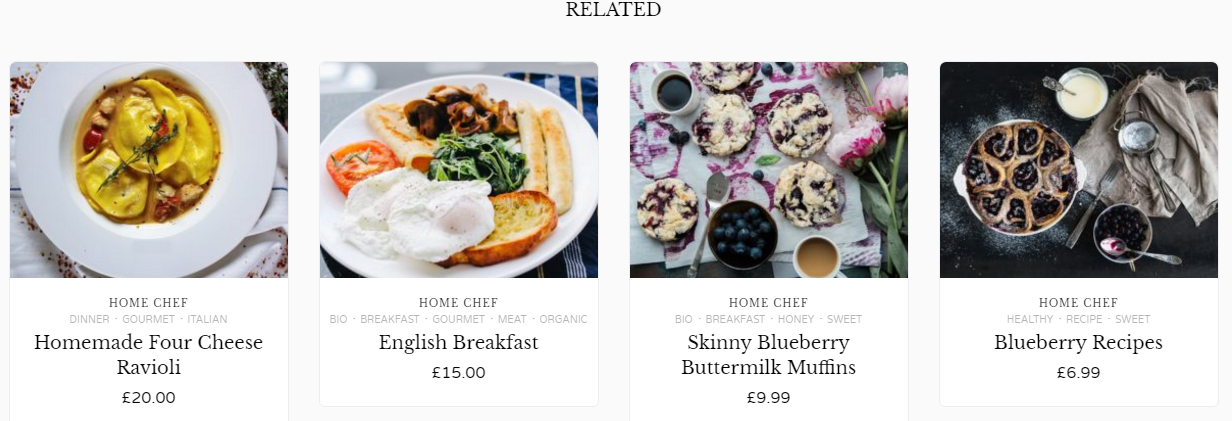 RELATED
HOME CHEF
DINNER · GOURMET · ITALIAN
Homemade Four Cheese
Ravioli
£20.00
HOME CHEF
BIO · BREAKFAST · GOURMET · MEAT · ORGANIC
English Breakfast
£15.00
HOME CHEF
BIO · BREAKFAST · HONEY · SWEET
Skinny Blueberry
Buttermilk Muffins
£9.99
HOME CHEF
HEALTHY · RECIPE · SWEET
Blueberry Recipes
£6.99